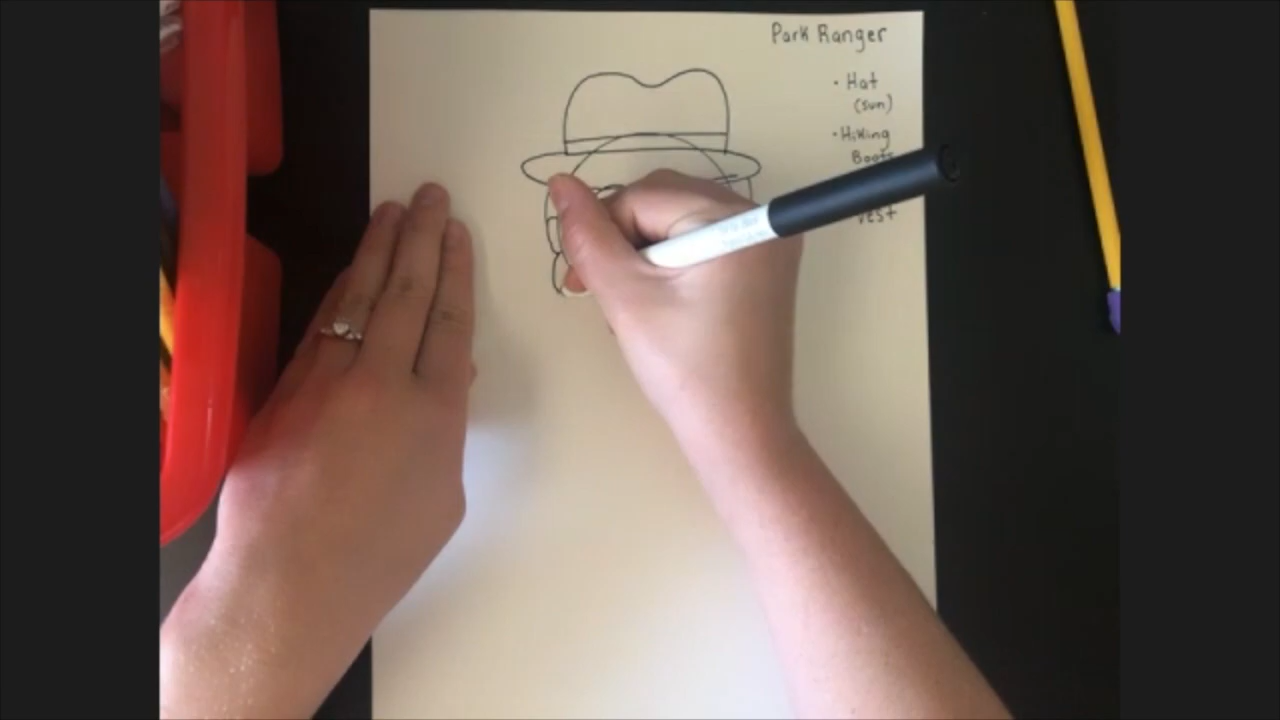 Park Ranger
· Hat
(sun)
· Hiking
Boots
Vest